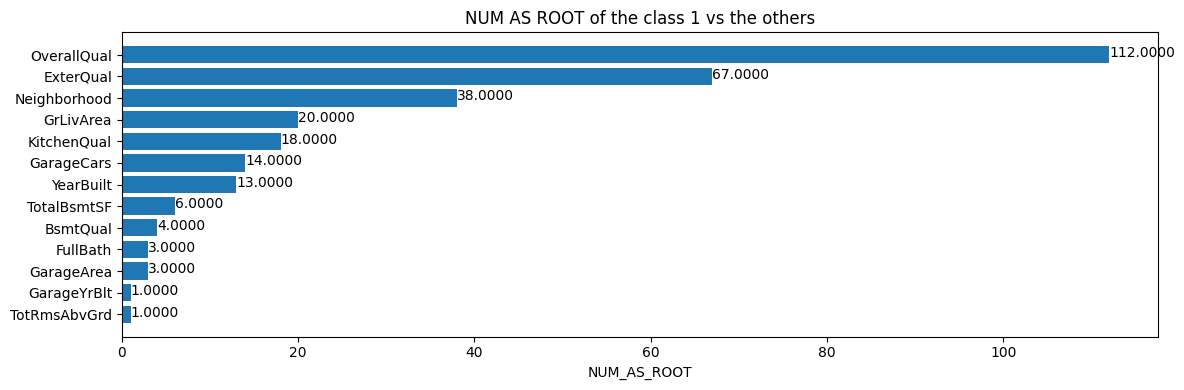 NUM AS ROOT of the class 1 vs the others
OverallQual 112.0000
ExterQual 67.0000
Neighborhood 38.0000
GrLivArea 20.0000
KitchenQual 18.0000
GarageCars 14.0000
YearBuilt 13.0000
TotalBsmtSF 6.0000
BsmtQual 4.0000
FullBath 3.0000
GarageArea 3.0000
GarageYrBlt 1.0000
TotRmsAbvGrd 1.0000
0 20 40 60 80 100
NUM_AS_ROOT